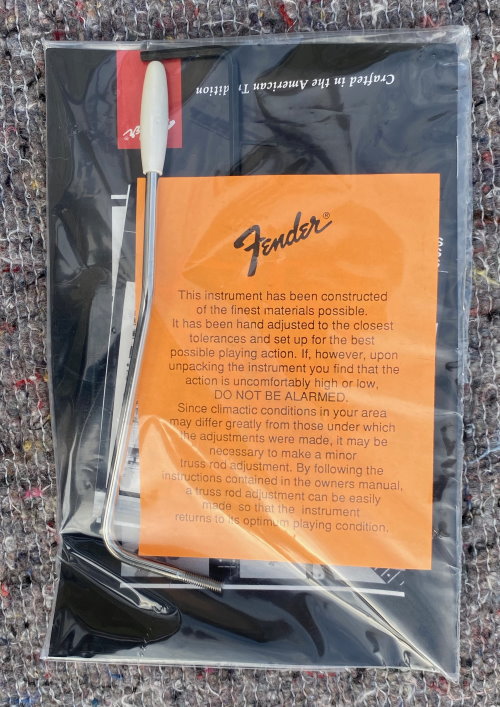 Crafted in the American Tradition
Fender
Fender®
This instrument has been constructed
of the finest materials possible.
It has been hand adjusted to the closest
tolerances and set up for the best
possible playing action. If, however, upon
unpacking the instrument you find that the
action is uncomfortably high or low,
DO NOT BE ALARMED.
Since climactic conditions in your area
may differ greatly from those under which
the adjustments were made, it may be
necessary to make a minor
truss rod adjustment. By following the
instructions contained in the owners manual,
a truss rod adjustment can be easily
made so that the instrument
returns to its optimum playing condition.